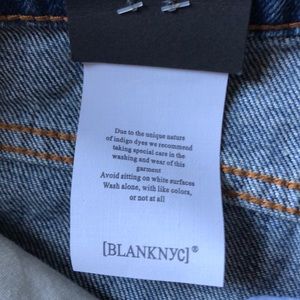 Due to the unique nature
of indigo dyes we recommend
taking special care in the
washing and wear of this
garment
Avoid sitting on white surfaces
Wash alone, with like colors,
or not at all
[BLANKNYC]®